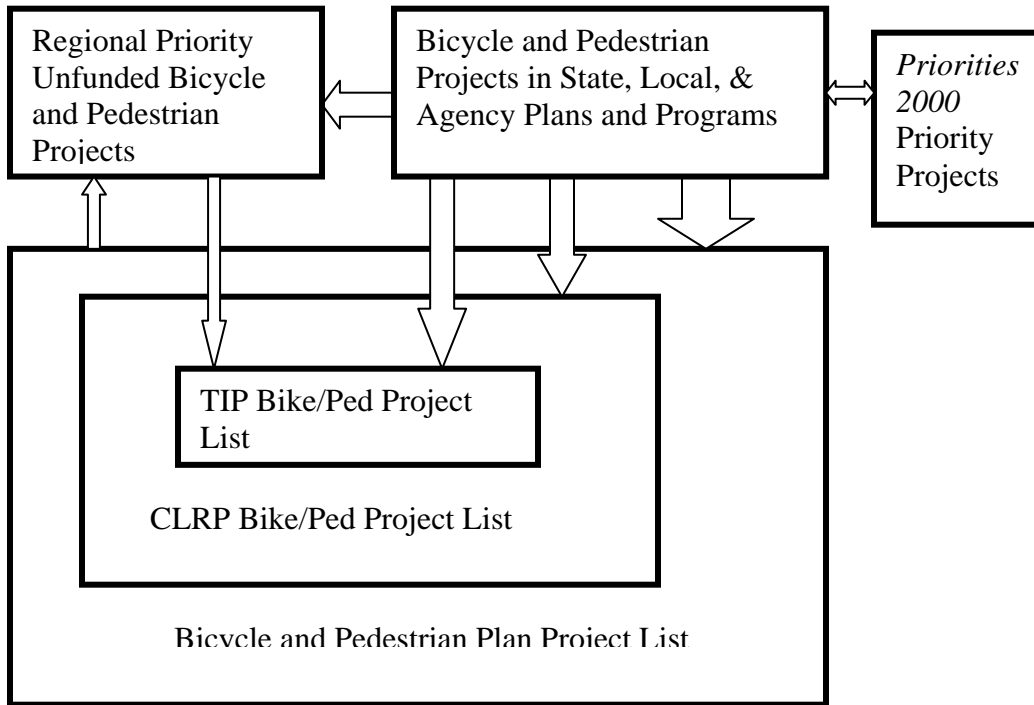 Regional Priority
Unfunded Bicycle
and Pedestrian
Projects
Bicycle and Pedestrian
Projects in State, Local, &
Agency Plans and Programs
Priorities
2000
Priority
Projects
TIP Bike/Ped Project
List
CLRP Bike/Ped Project List
Bicycle and Pedestrian Plan Project List